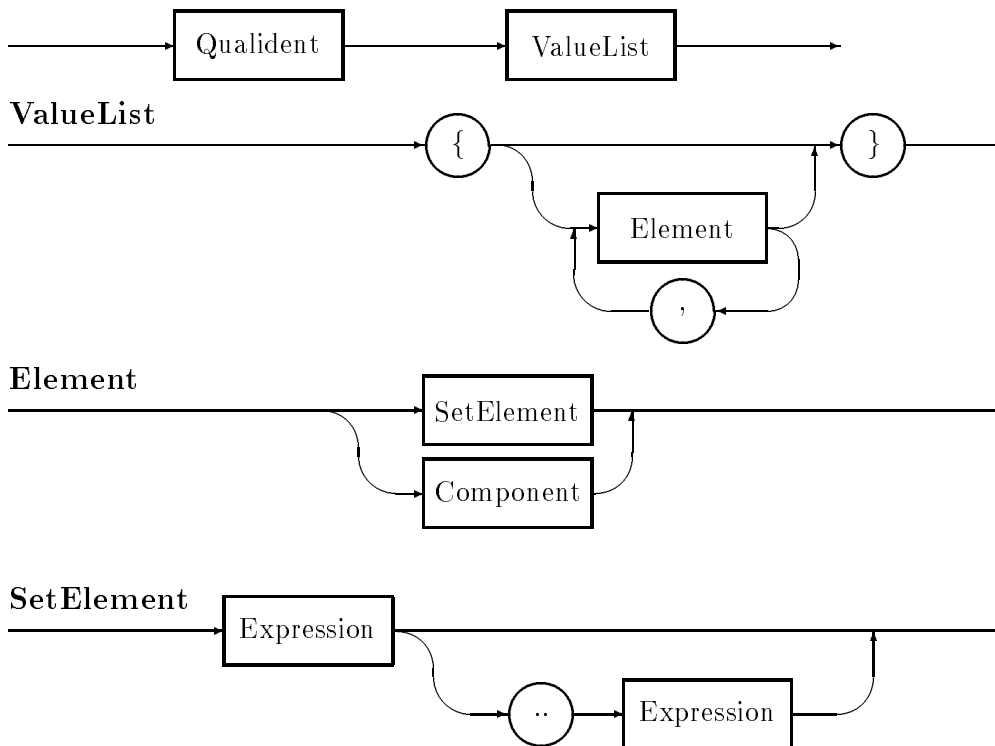 Qualident ValueList
ValueList
{ }
Element
,
Element
SetElement
Component
SetElement
Expression
.. Expression